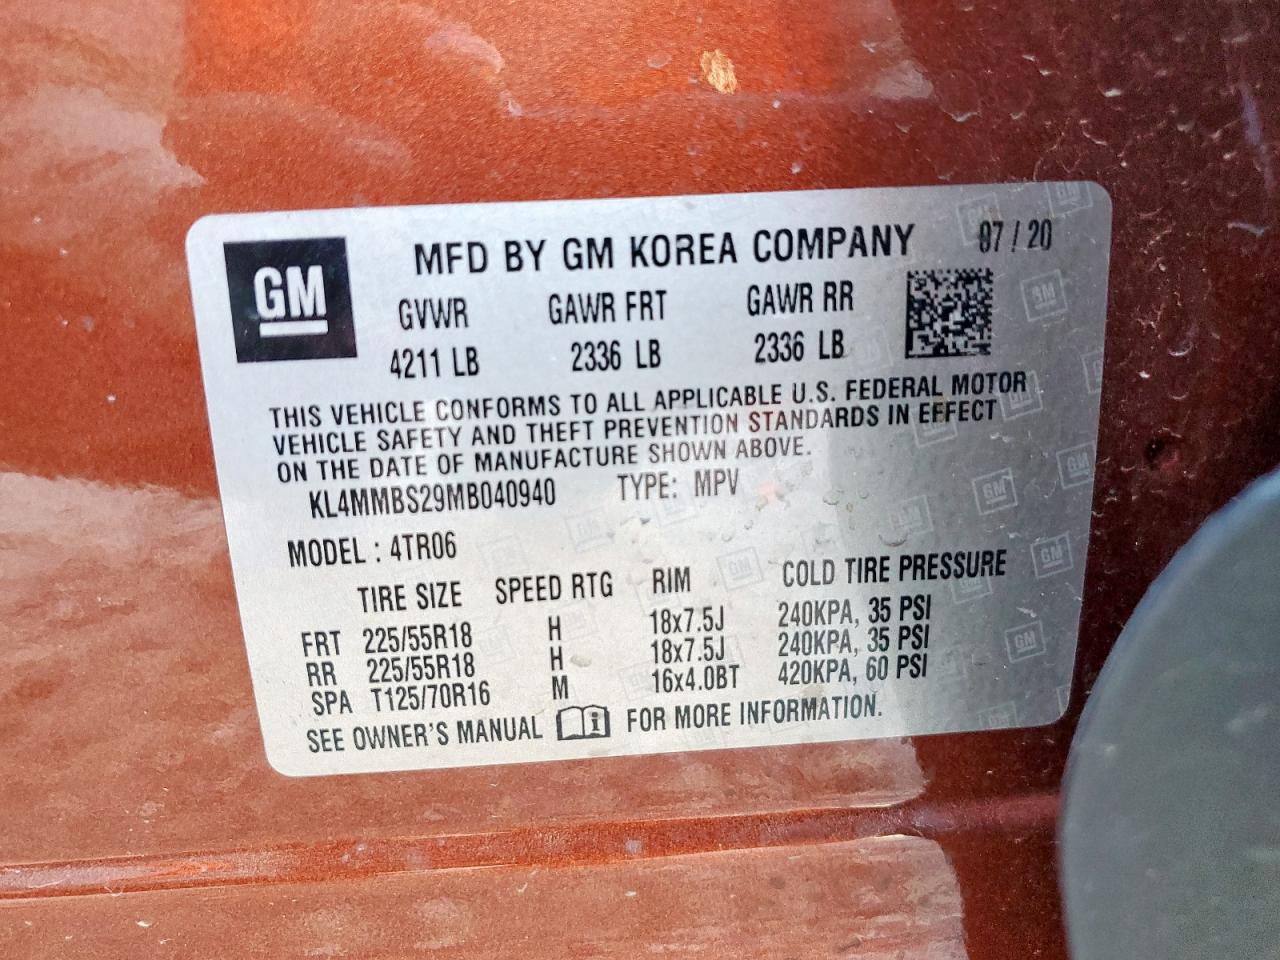 GM
MFD BY GM KOREA COMPANY 07 / 20
GVWR GAWR FRT GAWR RR
4211 LB 2336 LB 2336 LB
THIS VEHICLE CONFORMS TO ALL APPLICABLE U.S. FEDERAL MOTOR
VEHICLE SAFETY AND THEFT PREVENTION STANDARDS IN EFFECT
ON THE DATE OF MANUFACTURE SHOWN ABOVE.
KL4MMBS29MB040940 TYPE: MPV
MODEL : 4TR06
TIRE SIZE SPEED RTG RIM COLD TIRE PRESSURE
FRT 225/55R18 H 18x7.5J 240KPA, 35 PSI
RR 225/55R18 H 18x7.5J 240KPA, 35 PSI
SPA T125/70R16 M 16x4.0BT 420KPA, 60 PSI
SEE OWNER'S MANUAL i FOR MORE INFORMATION.